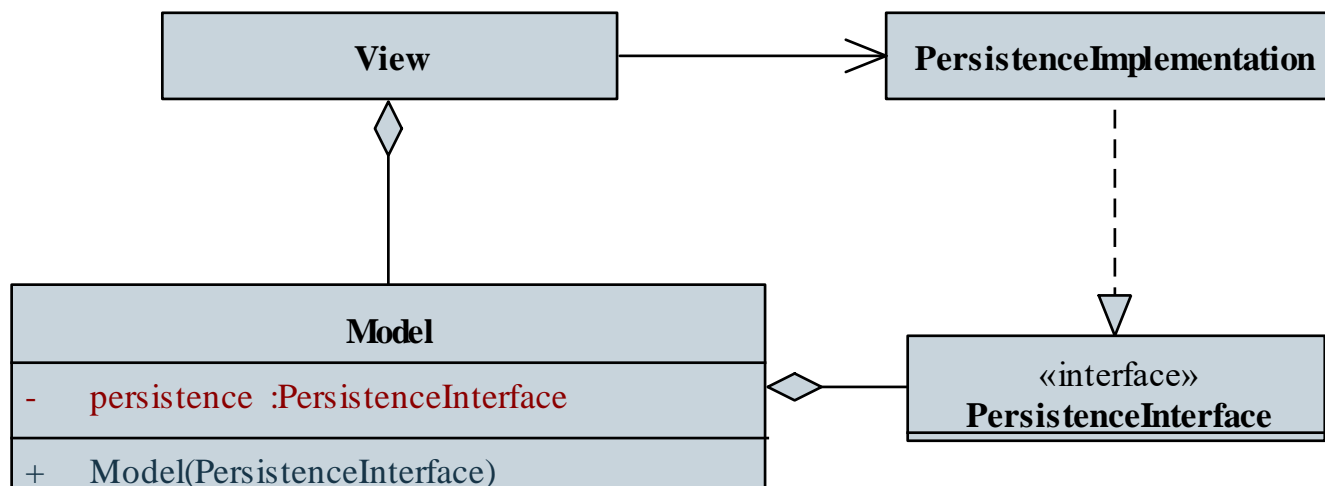 View
PersistenceImplementation
Model
- persistence :PersistenceInterface
+ Model(PersistenceInterface)
«interface»
PersistenceInterface